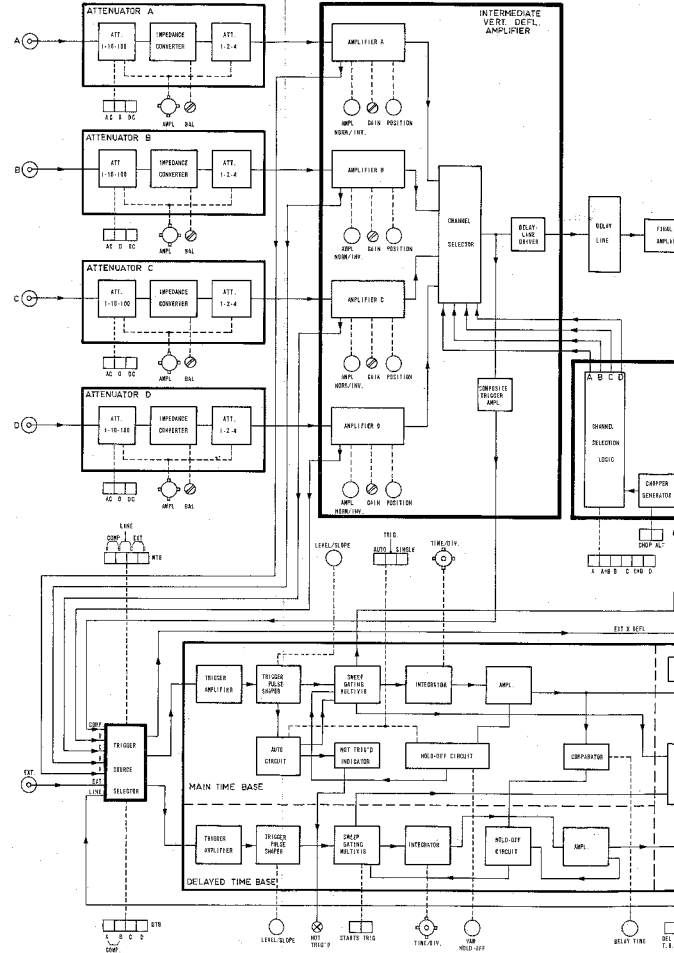 ATTENUATOR A
INTERMEDIATE
VERT. DEFL.
AMPLIFIER
A
ATT.
1-10-100
IMPEDANCE
CONVERTER
ATT.
1-2-4
AMPLIFIER A
AC 0 DC
AMPL BAL
AMPL GAIN POSITION
NORM/INV.
ATTENUATOR B
B
ATT
1-10-100
IMPEDANCE
CONVERTER
ATT.
1-2-4
AMPLIFIER B
CHANNEL
SELECTOR
DELAY-
LINE
DRIVER
DELAY
LINE
FINAL
AC 0 DC
AMPL BAL
AMPL GAIN POSITION
NORM/INV.
ATTENUATOR C
C
ATT.
1-10-100
IMPEDANCE
CONVERTER
ATT.
1-2-4
AMPLIFIER C
AC 0 DC
AMPL BAL
AMPL GAIN POSITION
NORM/INV.
COMPOSITE
TRIGGER
AMPL.
A B C D
CHANNEL
SELECTION
LOGIC
CHOPPER
GENERATOR
CHOP ALT
A A+B B C C+D D
ATTENUATOR D
D
ATT.
1-10-100
IMPEDANCE
CONVERTER
ATT.
1-2-4
AMPLIFIER D
AC 0 DC
AMPL BAL
AMPL GAIN POSITION
NORM/INV.
LINE
COMP EXT
A B C D
MTB
LEVEL/SLOPE
TRIG.
AUTO SINGLE
TIME/DIV.
EXT X DEFL
TRIGGER
AMPLIFIER
TRIGGER
PULSE
SHAPER
SWEEP
GATING
MULTIVIB
INTEGRATOR
AMPL.
COMP
D
C
B
A
EXT
LINE
EXT.
TRIGGER
SOURCE
SELECTOR
AUTO
CIRCUIT
NOT TRIG'D
INDICATOR
HOLD-OFF CIRCUIT
COMPARATOR
MAIN TIME BASE
TRIGGER
AMPLIFIER
TRIGGER
PULSE
SHAPER
SWEEP
GATING
MULTIVIB
INTEGRATOR
HOLD-OFF
CIRCUIT
AMPL.
DELAYED TIME BASE
DTB
A B C D
COMP.
LEVEL/SLOPE
NOT
TRIG'D
STARTS TRIG
TIME/DIV.
VAR
HOLD-OFF
DELAY TIME
DEL
T.B.